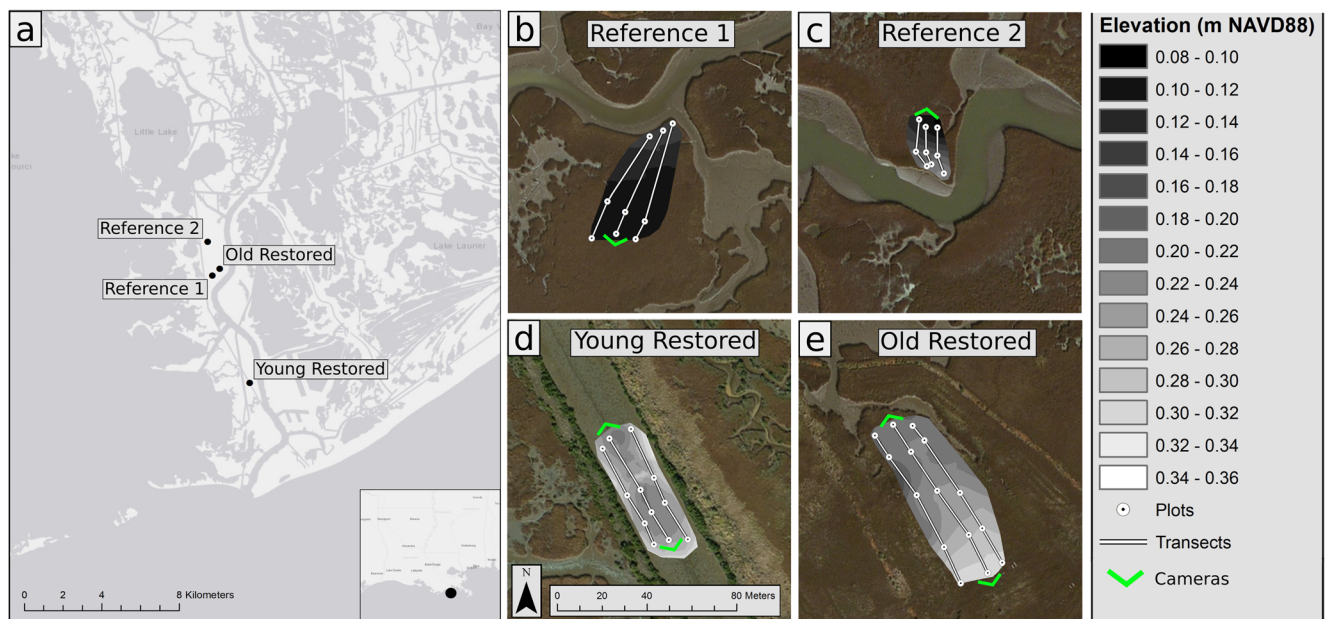 a
Bay
Little Lake
Reference 2
Old Restored
Reference 1
Lake Laurier
Young Restored
0 2 4 8 Kilometers
b
Reference 1
c
Reference 2
d
Young Restored
N
0 20 40 80 Meters
e
Old Restored
Elevation (m NAVD88)
0.08 - 0.10
0.10 - 0.12
0.12 - 0.14
0.14 - 0.16
0.16 - 0.18
0.18 - 0.20
0.20 - 0.22
0.22 - 0.24
0.24 - 0.26
0.26 - 0.28
0.28 - 0.30
0.30 - 0.32
0.32 - 0.34
0.34 - 0.36
Plots
Transects
Cameras